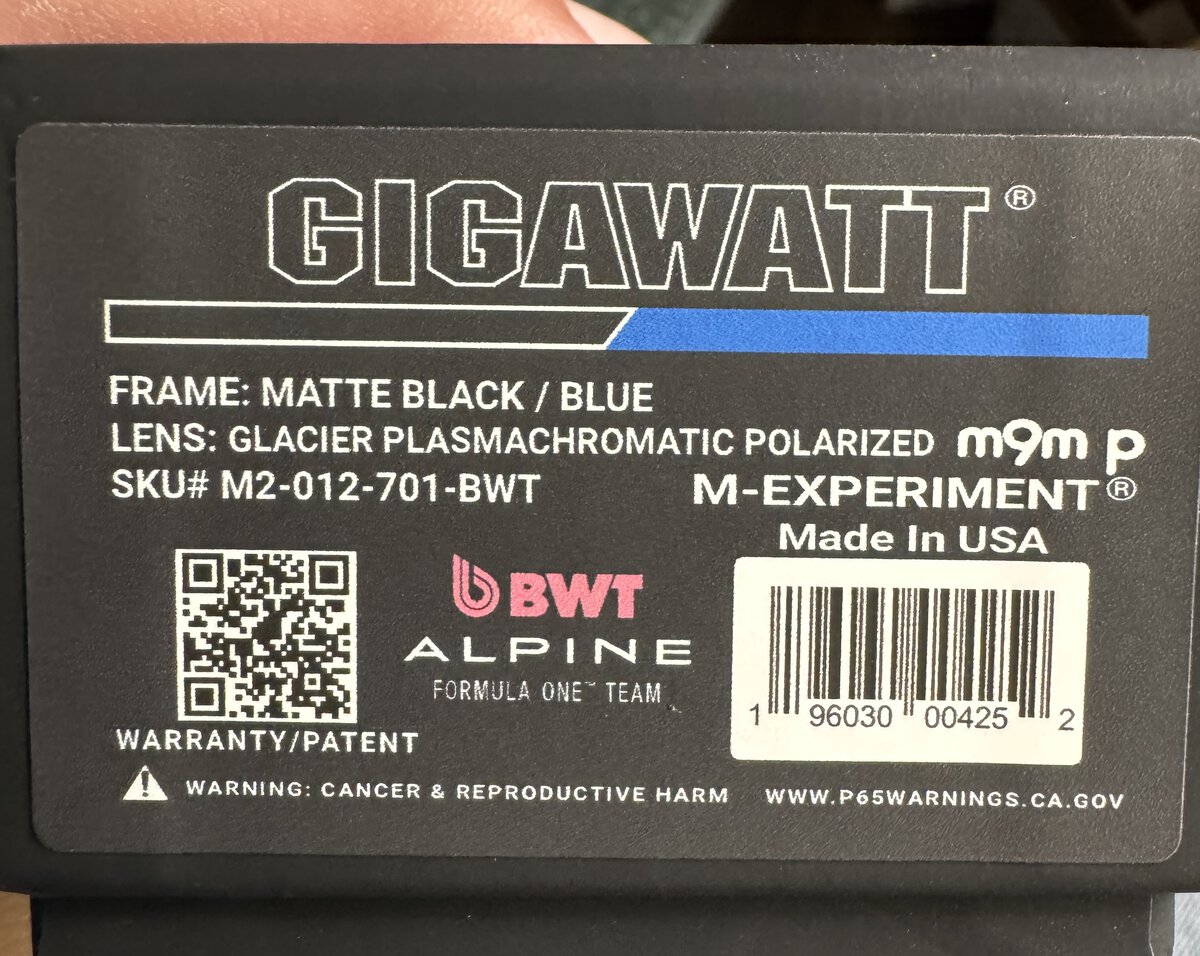 GIGAWATT®
FRAME: MATTE BLACK / BLUE
LENS: GLACIER PLASMACHROMATIC POLARIZED m9m p
SKU# M2-012-701-BWT
M-EXPERIMENT®
Made In USA
BWT
ALPINE
FORMULA ONE™ TEAM
1 96030 00425 2
WARRANTY/PATENT
WARNING: CANCER & REPRODUCTIVE HARM WWW.P65WARNINGS.CA.GOV